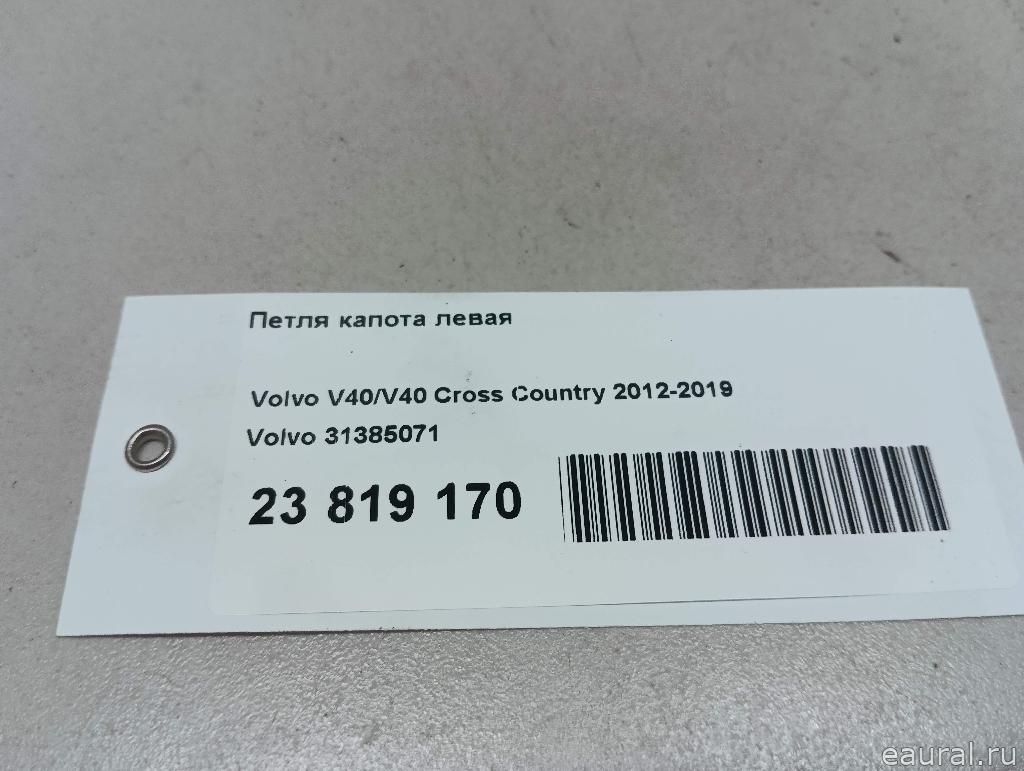 Петля капота левая
Volvo V40/V40 Cross Country 2012-2019
Volvo 31385071
23 819 170
eaural.ru